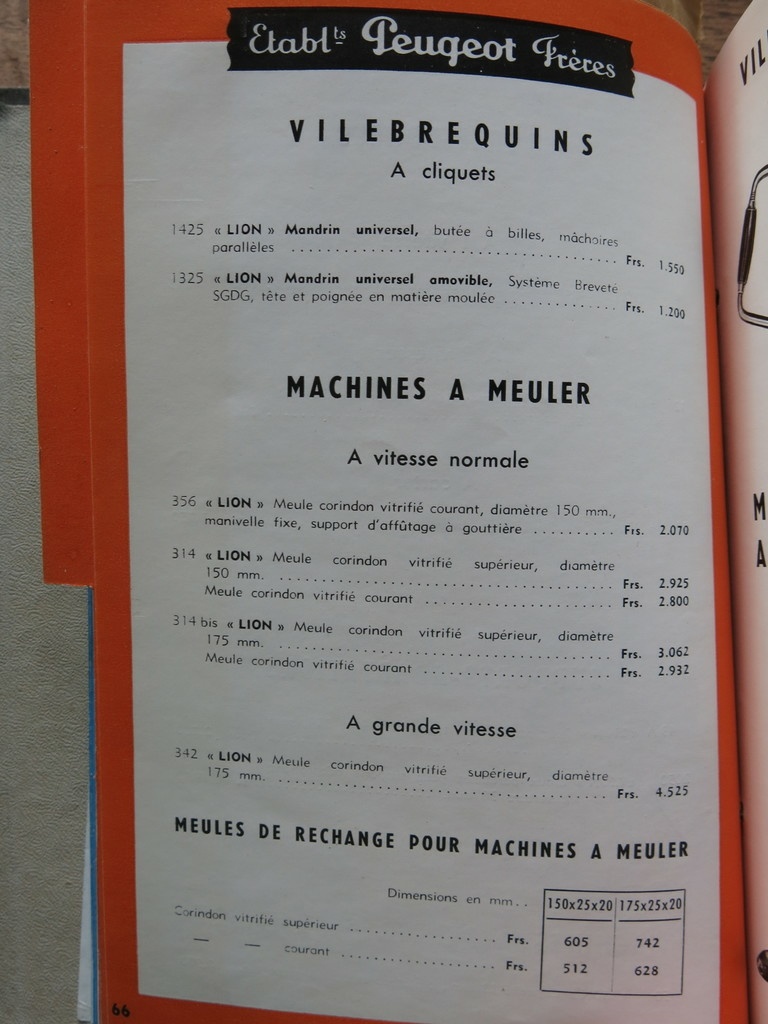 Etabl.ts Peugeot Frères
VILEBREQUINS
A cliquets
1425 « LION » Mandrin universel, butée à billes, mâchoires
parallèles .......... Frs. 1.550
1325 « LION » Mandrin universel amovible, Système Breveté
SGDG, tête et poignée en matière moulée .......... Frs. 1.200
MACHINES A MEULER
A vitesse normale
356 « LION » Meule corindon vitrifié courant, diamètre 150 mm.,
manivelle fixe, support d'affûtage à gouttière .......... Frs. 2.070
314 « LION » Meule corindon vitrifié supérieur, diamètre
150 mm. .......... Frs. 2.925
Meule corindon vitrifié courant .......... Frs. 2.800
314 bis « LION » Meule corindon vitrifié supérieur, diamètre
175 mm. .......... Frs. 3.062
Meule corindon vitrifié courant .......... Frs. 2.932
A grande vitesse
342 « LION » Meule corindon vitrifié supérieur, diamètre
175 mm. .......... Frs. 4.525
MEULES DE RECHANGE POUR MACHINES A MEULER
Dimensions en mm.. 150x25x20 175x25x20
Corindon vitrifié supérieur .......... Frs. 605 742
— — courant .......... Frs. 512 628
66
VIL
M
A